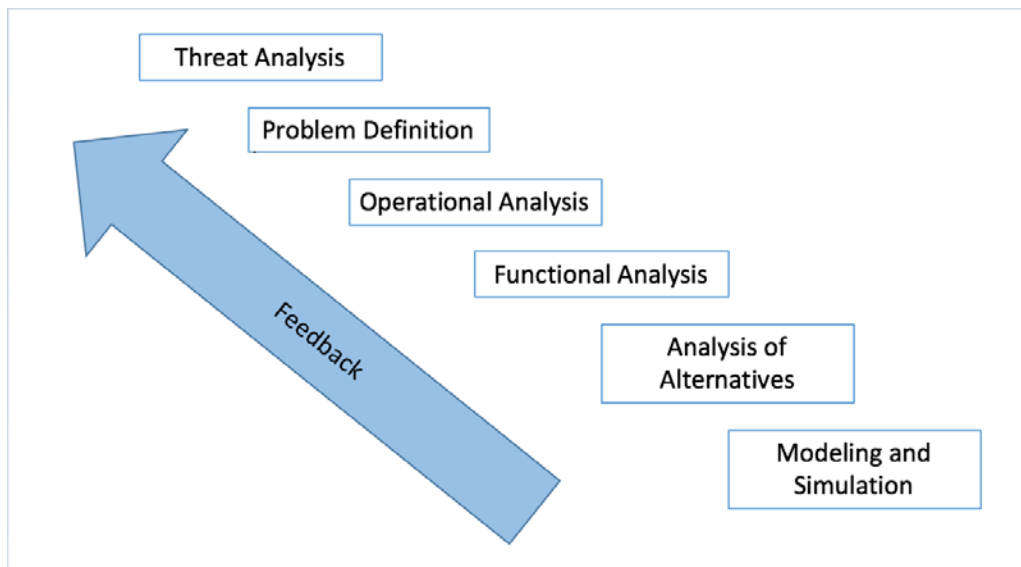 Threat Analysis
Problem Definition
Operational Analysis
Functional Analysis
Feedback
Analysis of
Alternatives
Modeling and
Simulation